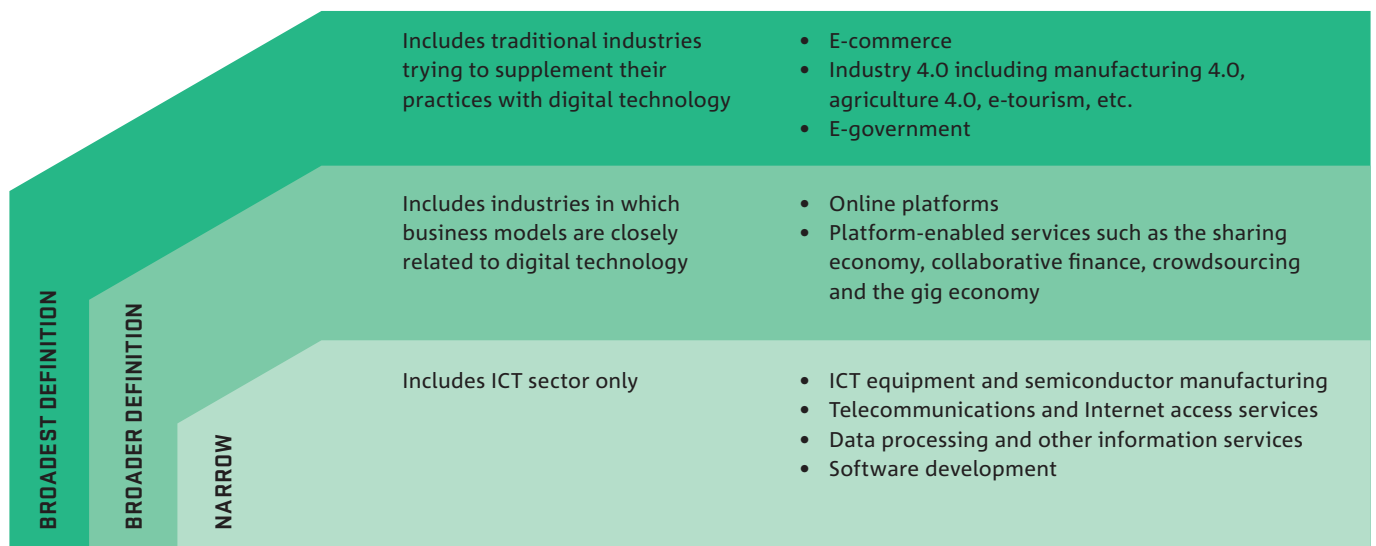 Includes traditional industries
trying to supplement their
practices with digital technology
• E-commerce
• Industry 4.0 including manufacturing 4.0,
agriculture 4.0, e-tourism, etc.
• E-government
Includes industries in which
business models are closely
related to digital technology
• Online platforms
• Platform-enabled services such as the sharing
economy, collaborative finance, crowdsourcing
and the gig economy
Includes ICT sector only
• ICT equipment and semiconductor manufacturing
• Telecommunications and Internet access services
• Data processing and other information services
• Software development
BROADEST DEFINITION
BROADER DEFINITION
NARROW